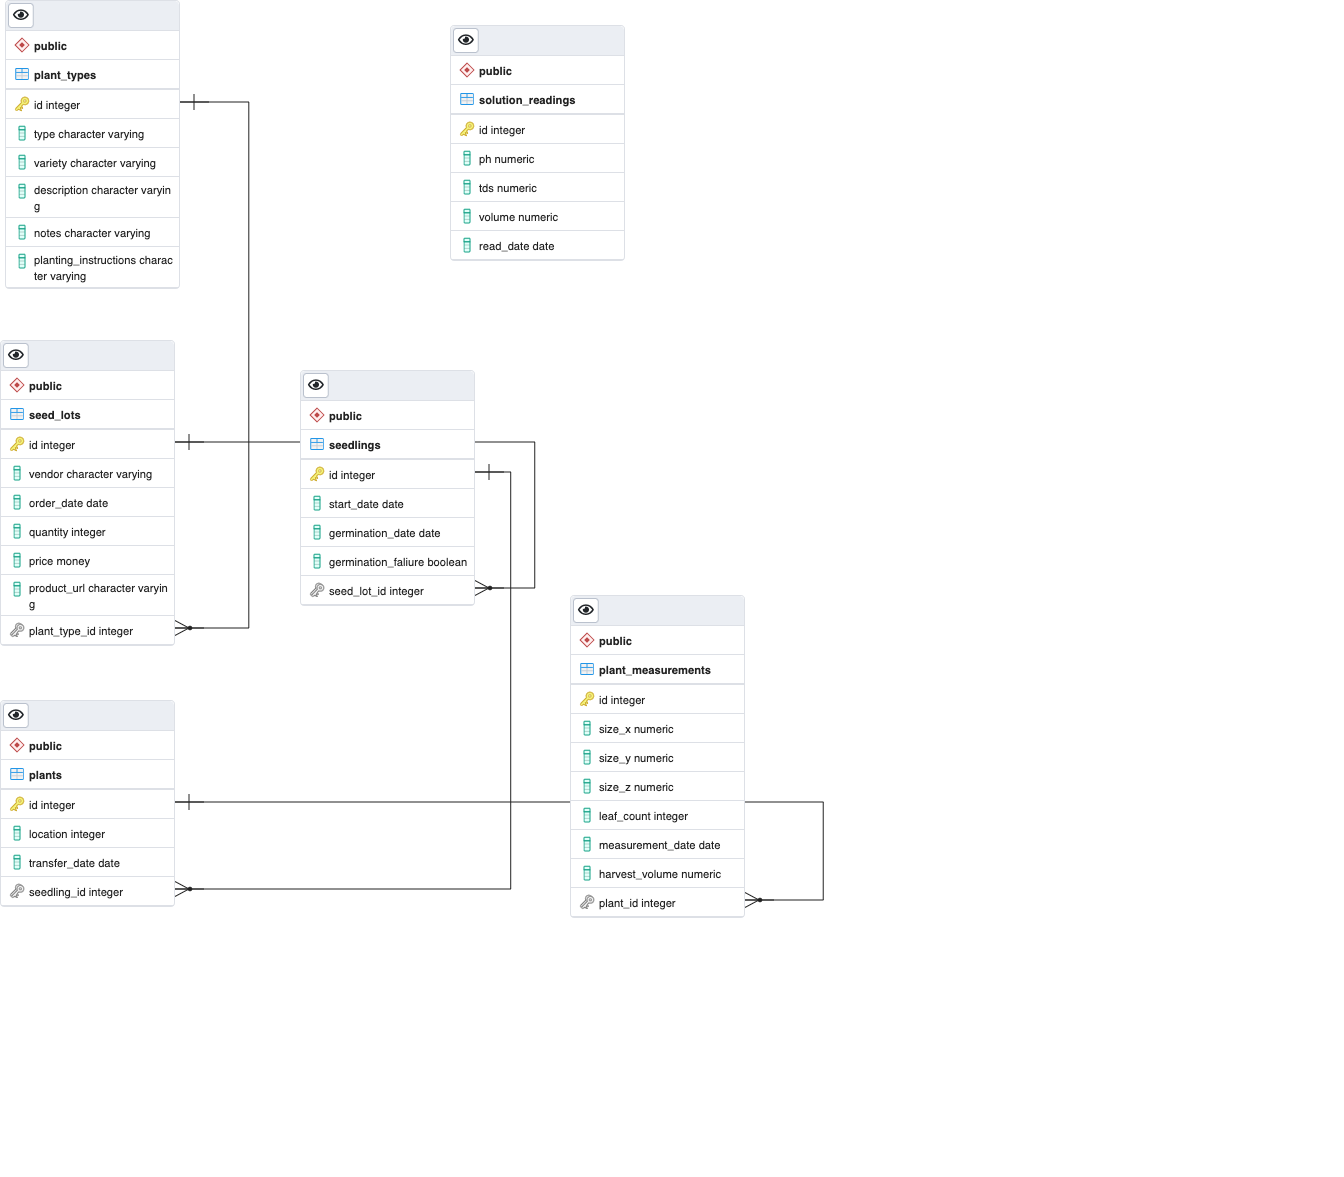 public
plant_types
id integer
type character varying
variety character varying
description character varyin
g
notes character varying
planting_instructions charac
ter varying
public
solution_readings
id integer
ph numeric
tds numeric
volume numeric
read_date date
public
seed_lots
id integer
vendor character varying
order_date date
quantity integer
price money
product_url character varyin
g
plant_type_id integer
public
seedlings
id integer
start_date date
germination_date date
germination_faliure boolean
seed_lot_id integer
public
plants
id integer
location integer
transfer_date date
seedling_id integer
public
plant_measurements
id integer
size_x numeric
size_y numeric
size_z numeric
leaf_count integer
measurement_date date
harvest_volume numeric
plant_id integer